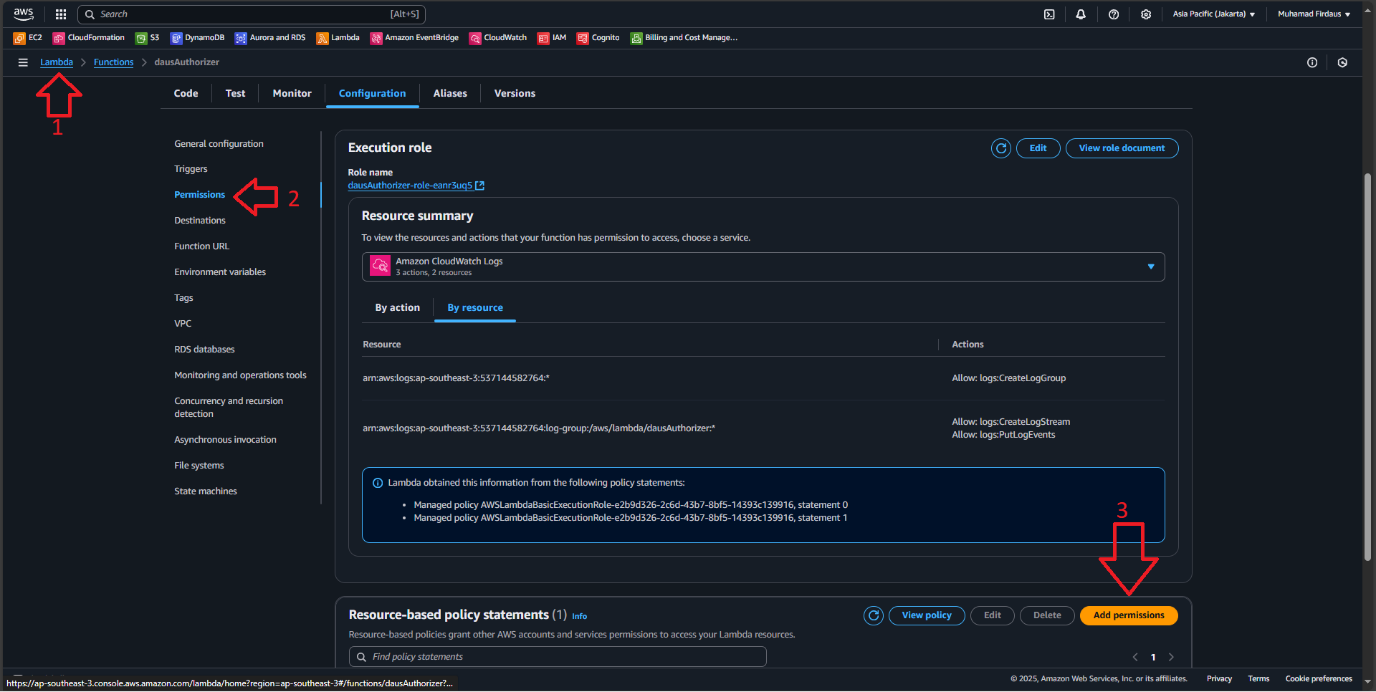 aws
Search
[Alt+S]
Asia Pacific (Jakarta)
Muhamad Firdaus
EC2
CloudFormation
S3
DynamoDB
Aurora and RDS
Lambda
Amazon EventBridge
CloudWatch
IAM
Cognito
Billing and Cost Manage...
Lambda > Functions > dausAuthorizer
1
Code
Test
Monitor
Configuration
Aliases
Versions
General configuration
Triggers
Permissions
2
Destinations
Function URL
Environment variables
Tags
VPC
RDS databases
Monitoring and operations tools
Concurrency and recursion
detection
Asynchronous invocation
File systems
State machines
Execution role
Edit
View role document
Role name
dausAuthorizer-role-eanr3uq5
Resource summary
To view the resources and actions that your function has permission to access, choose a service.
Amazon CloudWatch Logs
3 actions, 2 resources
By action
By resource
Resource
Actions
arn:aws:logs:ap-southeast-3:537144582764:*
Allow: logs:CreateLogGroup
arn:aws:logs:ap-southeast-3:537144582764:log-group:/aws/lambda/dausAuthorizer:*
Allow: logs:CreateLogStream
Allow: logs:PutLogEvents
Lambda obtained this information from the following policy statements:
• Managed policy AWSLambdaBasicExecutionRole-e2b9d326-2c6d-43b7-8bf5-14393c139916, statement 0
• Managed policy AWSLambdaBasicExecutionRole-e2b9d326-2c6d-43b7-8bf5-14393c139916, statement 1
3
Resource-based policy statements (1) Info
View policy
Edit
Delete
Add permissions
Resource-based policies grant other AWS accounts and services permissions to access your Lambda resources.
Find policy statements
1
https://ap-southeast-3.console.aws.amazon.com/lambda/home?region=ap-southeast-3#/functions/dausAuthorizer?...
© 2025, Amazon Web Services, Inc. or its affiliates.
Privacy
Terms
Cookie preferences